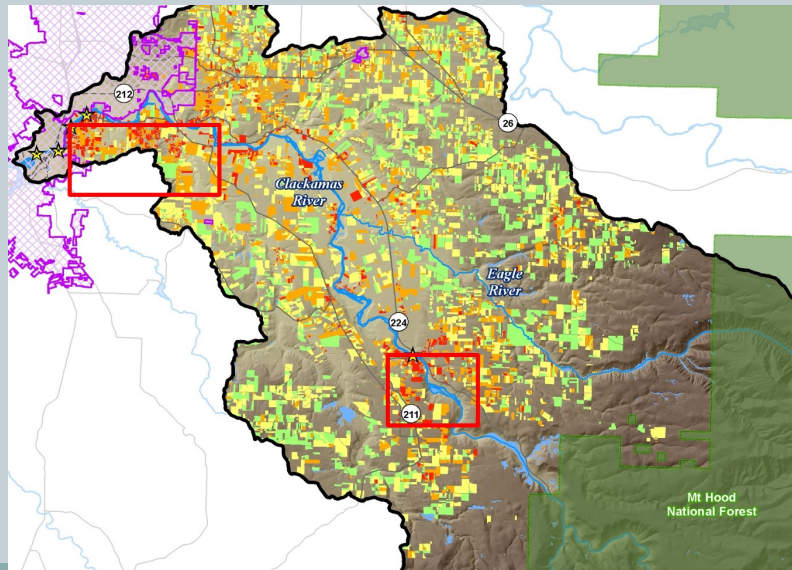 212
26
Clackamas
River
Eagle
River
224
211
Mt Hood
National Forest